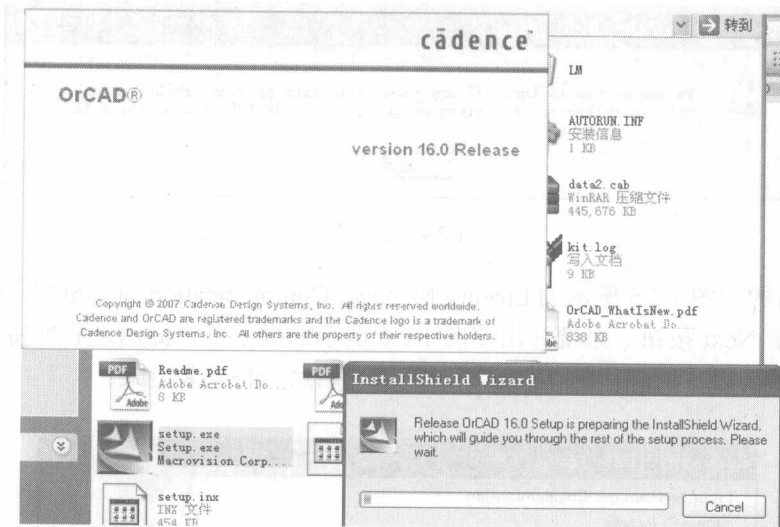 cādence™
OrCAD®
version 16.0 Release
Copyright © 2007 Cadence Design Systems, Inc. All rights reserved worldwide.
Cadence and OrCAD are registered trademarks and the Cadence logo is a trademark of
Cadence Design Systems, Inc. All others are the property of their respective holders.
转到
LM
AUTORUN.INF
安装信息
1 KB
data2.cab
WinRAR 压缩文件
445,676 KB
kit.log
写入文档
9 KB
OrCAD_WhatIsNew.pdf
Adobe Acrobat Do...
838 KB
PDF
Adobe
Readme.pdf
Adobe Acrobat Do...
8 KB
PDF
setup.exe
Setup.exe
Macrovision Corp...
setup.inx
INX 文件
454 KB
InstallShield Wizard
Release OrCAD 16.0 Setup is preparing the InstallShield Wizard,
which will guide you through the rest of the setup process. Please
wait.
Cancel